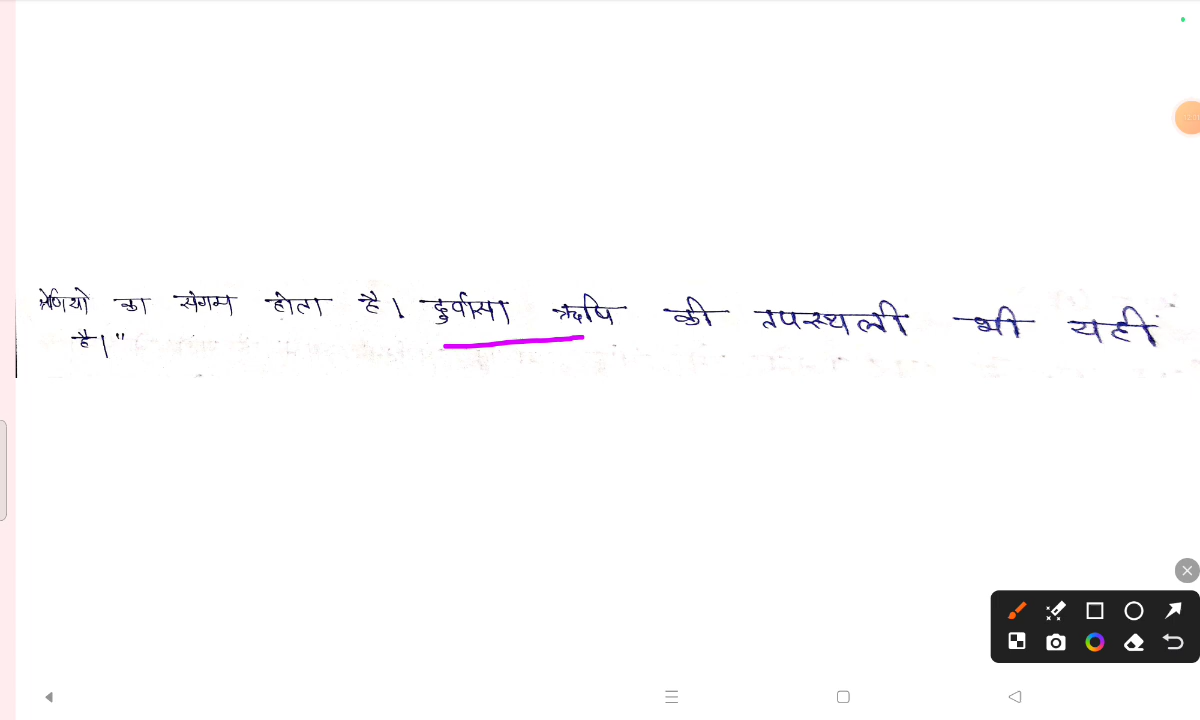 श्रेणियो का संगम होता है। दुर्वासा ऋषि की तपस्थली भी यहीं
है।"